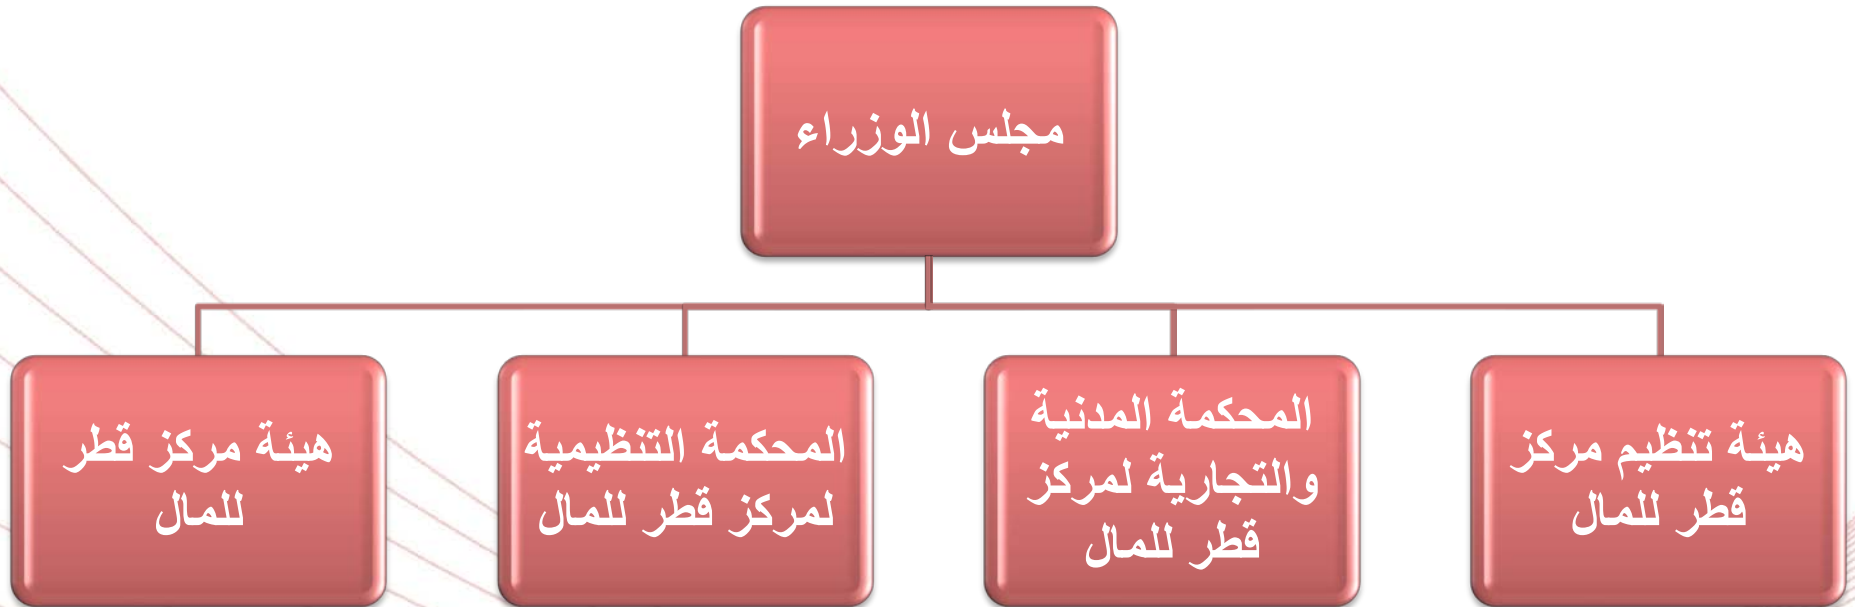 مجلس الوزراء
هيئة تنظيم مركز
قطر للمال
المحكمة المدنية
والتجارية لمركز
قطر للمال
المحكمة التنظيمية
لمركز قطر للمال
هيئة مركز قطر
للمال